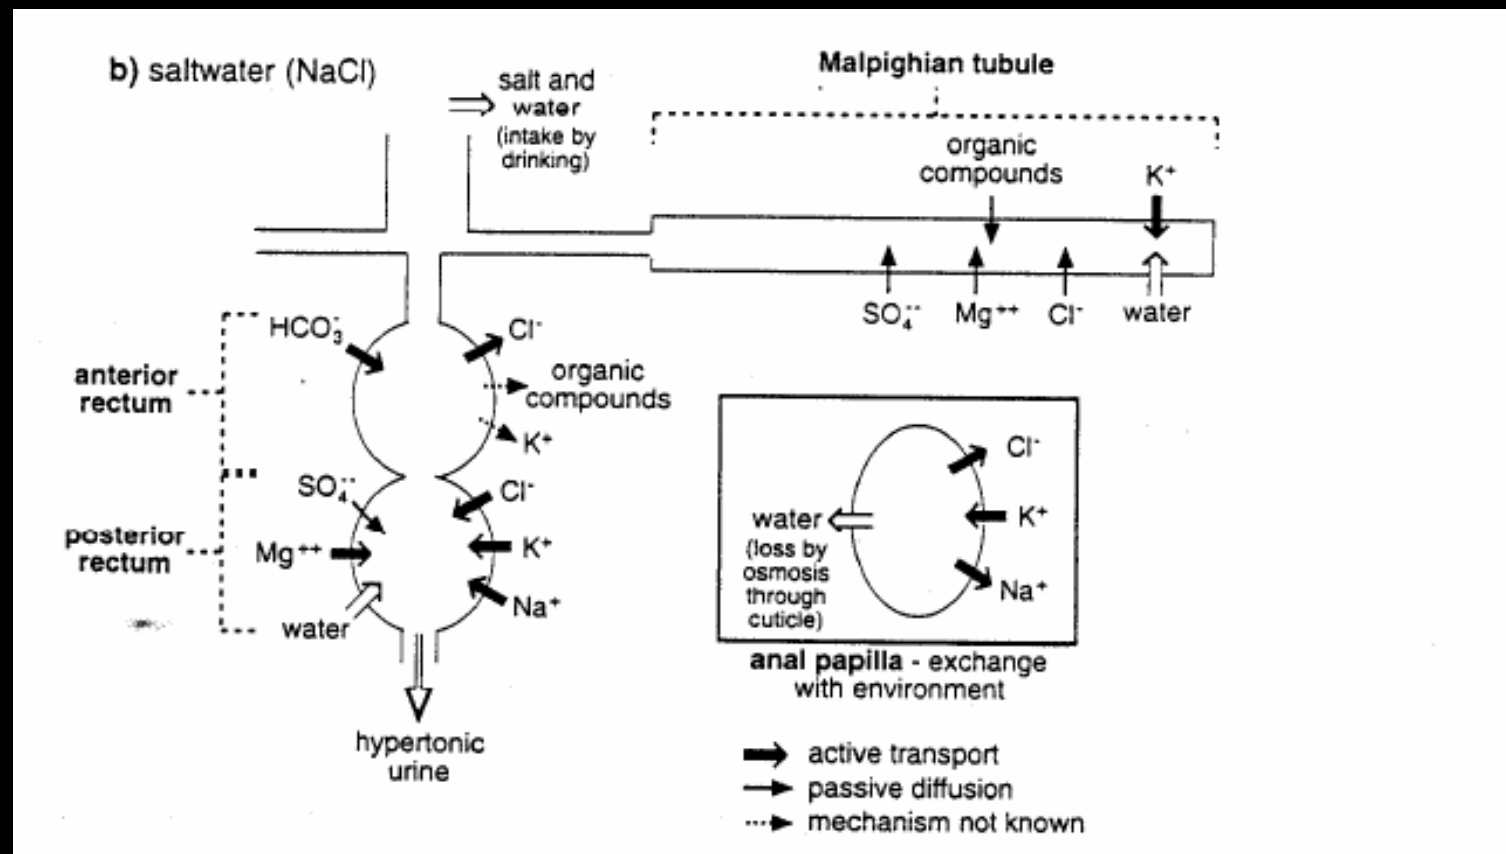 b) saltwater (NaCl)
salt and
water
(intake by
drinking)
Malpighian tubule
organic
compounds
K⁺
SO₄⁻⁻
Mg⁺⁺
Cl⁻
water
anterior
rectum
HCO₃⁻
Cl⁻
organic
compounds
K⁺
posterior
rectum
SO₄⁻⁻
Mg⁺⁺
water
Cl⁻
K⁺
Na⁺
hypertonic
urine
water
(loss by
osmosis
through
cuticle)
Cl⁻
K⁺
Na⁺
anal papilla - exchange
with environment
active transport
passive diffusion
mechanism not known